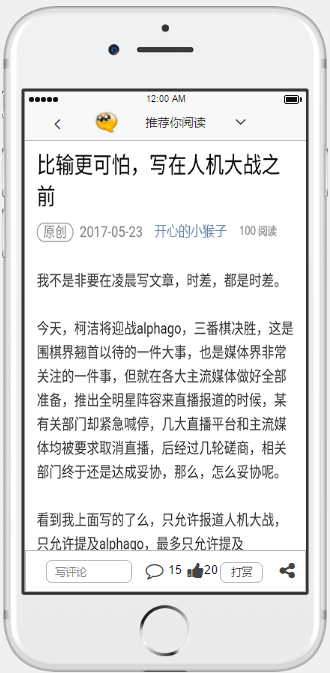 12:00 AM
推荐你阅读
比输更可怕，写在人机大战之
前
原创 2017-05-23 开心的小猴子 100 阅读
我不是非要在凌晨写文章，时差，都是时差。
今天，柯洁将迎战alphago，三番棋决胜，这是
围棋界翘首以待的一件大事，也是媒体界非常
关注的一件事，但就在各大主流媒体做好全部
准备，推出全明星阵容来直播报道的时候，某
有关部门却紧急喊停，几大直播平台和主流媒
体均被要求取消直播，后经过几轮磋商，相关
部门终于还是达成妥协，那么，怎么妥协呢。
看到我上面写的了么，只允许报道人机大战，
只允许提及alphago，最多只允许提及
写评论 15 20 打赏